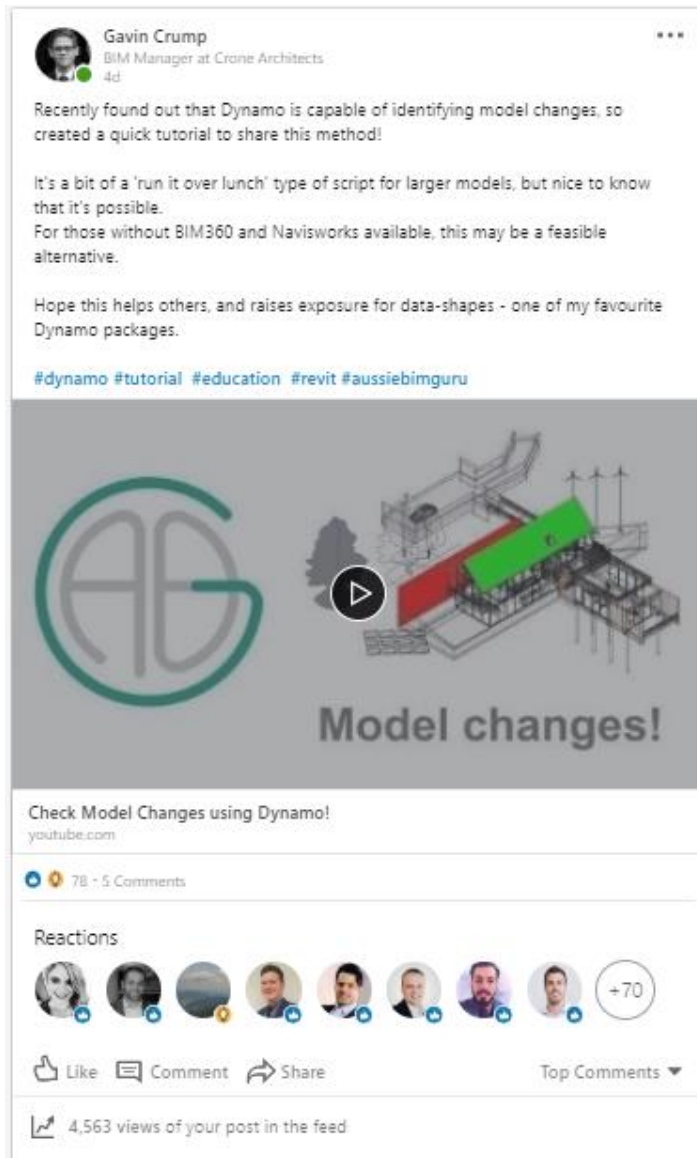 Gavin Crump
BIM Manager at Crone Architects
4d
Recently found out that Dynamo is capable of identifying model changes, so
created a quick tutorial to share this method!
It's a bit of a 'run it over lunch' type of script for larger models, but nice to know
that it's possible.
For those without BIM360 and Navisworks available, this may be a feasible
alternative.
Hope this helps others, and raises exposure for data-shapes - one of my favourite
Dynamo packages.
#dynamo #tutorial #education #revit #aussiebimguru
ABG
Model changes!
Check Model Changes using Dynamo!
youtube.com
78 · 5 Comments
Reactions
+70
Like Comment Share Top Comments
4,563 views of your post in the feed